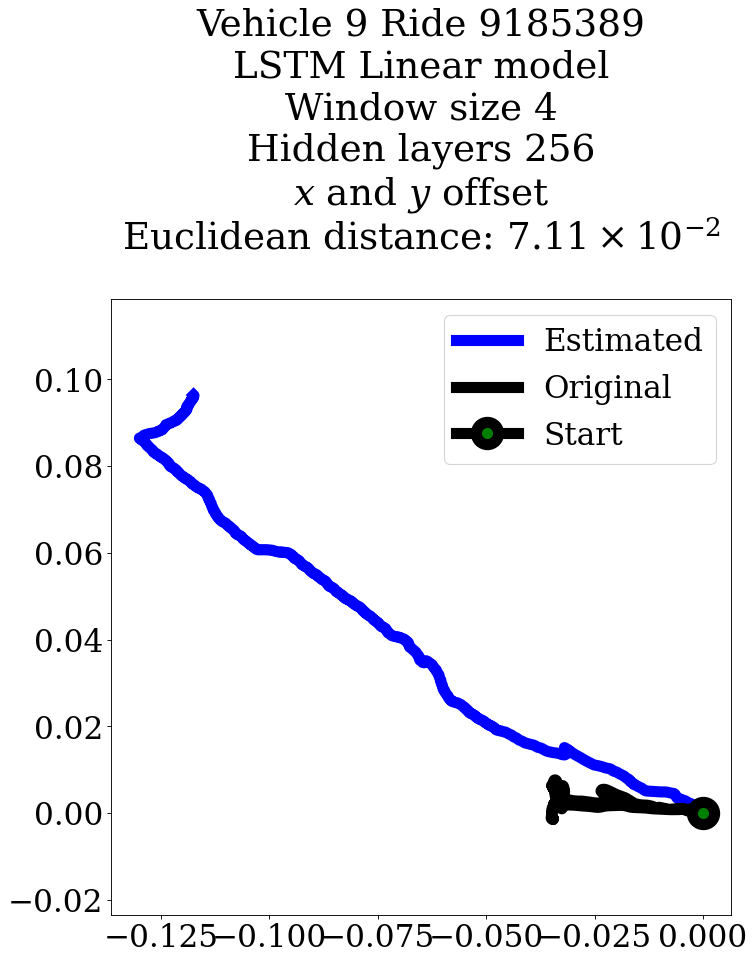 Vehicle 9 Ride 9185389
LSTM Linear model
Window size 4
Hidden layers 256
x and y offset
Euclidean distance: 7.11 × 10⁻²
Estimated
Original
Start
0.10
0.08
0.06
0.04
0.02
0.00
−0.02
−0.125 −0.100 −0.075 −0.050 −0.025 0.000